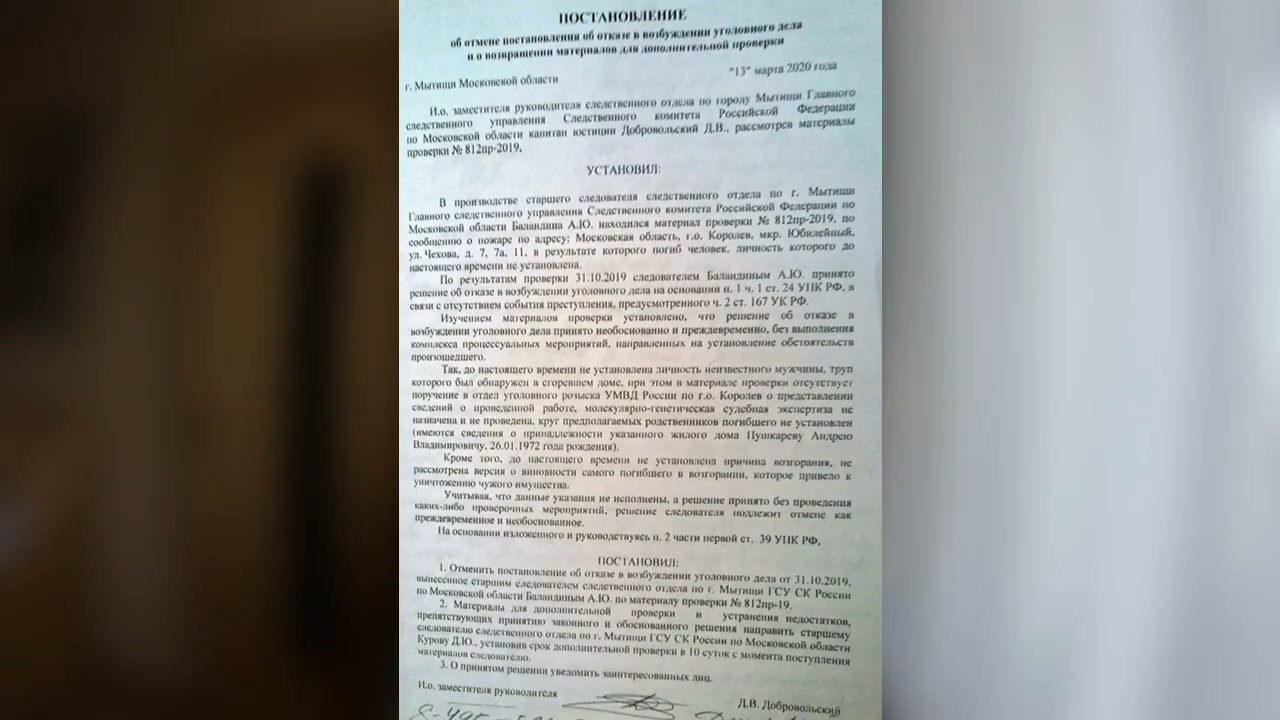 ПОСТАНОВЛЕНИЕ
об отмене постановления об отказе в возбуждении уголовного дела
и о возвращении материалов для дополнительной проверки
г. Мытищи Московской области
"13" марта 2020 года
И.о. заместителя руководителя следственного отдела по городу Мытищи Главного
следственного управления Следственного комитета Российской Федерации
по Московской области капитан юстиции Добровольский Д.В., рассмотрев материалы
проверки № 812пр-2019,
УСТАНОВИЛ:
В производстве старшего следователя следственного отдела по г. Мытищи
Главного следственного управления Следственного комитета Российской Федерации по
Московской области Баландина А.Ю. находился материал проверки № 812пр-2019, по
сообщению о пожаре по адресу: Московская область, г.о. Королев, мкр. Юбилейный,
ул. Чехова, д. 7, 7а, 11, в результате которого погиб человек, личность которого до
настоящего времени не установлена.
По результатам проверки 31.10.2019 следователем Баландиным А.Ю. принято
решение об отказе в возбуждении уголовного дела на основании п. 1 ч. 1 ст. 24 УПК РФ, в
связи с отсутствием события преступления, предусмотренного ч. 2 ст. 167 УК РФ.
Изучением материалов проверки установлено, что решение об отказе в
возбуждении уголовного дела принято необоснованно и преждевременно, без выполнения
комплекса процессуальных мероприятий, направленных на установление обстоятельств
произошедшего.
Так, до настоящего времени не установлена личность неизвестного мужчины, труп
которого был обнаружен в сгоревшем доме, при этом в материале проверки отсутствует
поручение в отдел уголовного розыска УМВД России по г.о. Королев о представлении
сведений о проведенной работе, молекулярно-генетическая судебная экспертиза не
назначена и не проведена, круг предполагаемых родственников погибшего не установлен
(имеются сведения о принадлежности указанного жилого дома Пушкареву Андрею
Владимировичу, 26.01.1972 года рождения).
Кроме того, до настоящего времени не установлена причина возгорания, не
рассмотрена версия о виновности самого погибшего в возгорании, которое привело к
уничтожению чужого имущества.
Учитывая, что данные указания не исполнены, а решение принято без проведения
каких-либо проверочных мероприятий, решение следователя подлежит отмене как
преждевременное и необоснованное.
На основании изложенного и руководствуясь п. 2 части первой ст. 39 УПК РФ,
ПОСТАНОВИЛ:
1. Отменить постановление об отказе в возбуждении уголовного дела от 31.10.2019,
вынесенное старшим следователем следственного отдела по г. Мытищи ГСУ СК России
по Московской области Баландиным А.Ю. по материалу проверки № 812пр-19.
2. Материалы для дополнительной проверки и устранения недостатков,
препятствующих принятию законного и обоснованного решения направить старшему
следователю следственного отдела по г. Мытищи ГСУ СК России по Московской области
Курову Д.Ю., установив срок дополнительной проверки в 10 суток с момента поступления
материалов следователю.
3. О принятом решении уведомить заинтересованных лиц.
И.о. заместителя руководителя
Д.В. Добровольский
8-495-